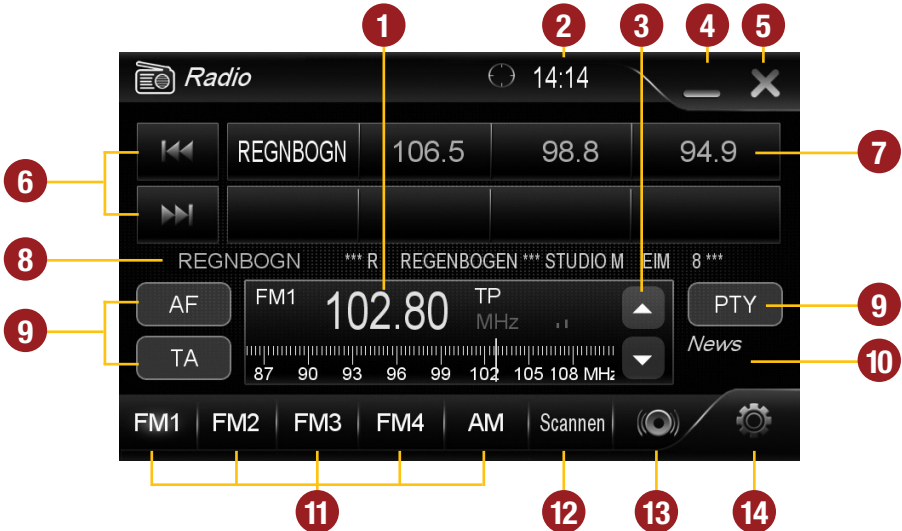 1 2 3 4 5
Radio 14:14
6 REGNBOGN 106.5 98.8 94.9 7
8 REGNBOGN *** R REGENBOGEN *** STUDIO M EIM 8 ***
AF FM1 102.80 TP MHz PTY 9
9 TA News 10
87 90 93 96 99 102 105 108 MHz
FM1 FM2 FM3 FM4 AM Scannen
11 12 13 14